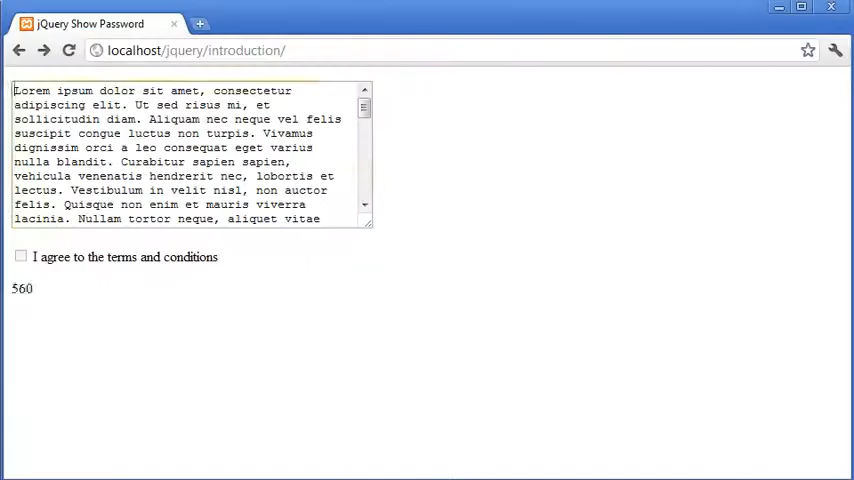 jQuery Show Password
localhost/jquery/introduction/
Lorem ipsum dolor sit amet, consectetur
adipiscing elit. Ut sed risus mi, et
sollicitudin diam. Aliquam nec neque vel felis
suscipit congue luctus non turpis. Vivamus
dignissim orci a leo consequat eget varius
nulla blandit. Curabitur sapien sapien,
vehicula venenatis hendrerit nec, lobortis et
lectus. Vestibulum in velit nisl, non auctor
felis. Quisque non enim et mauris viverra
lacinia. Nullam tortor neque, aliquet vitae
I agree to the terms and conditions
560